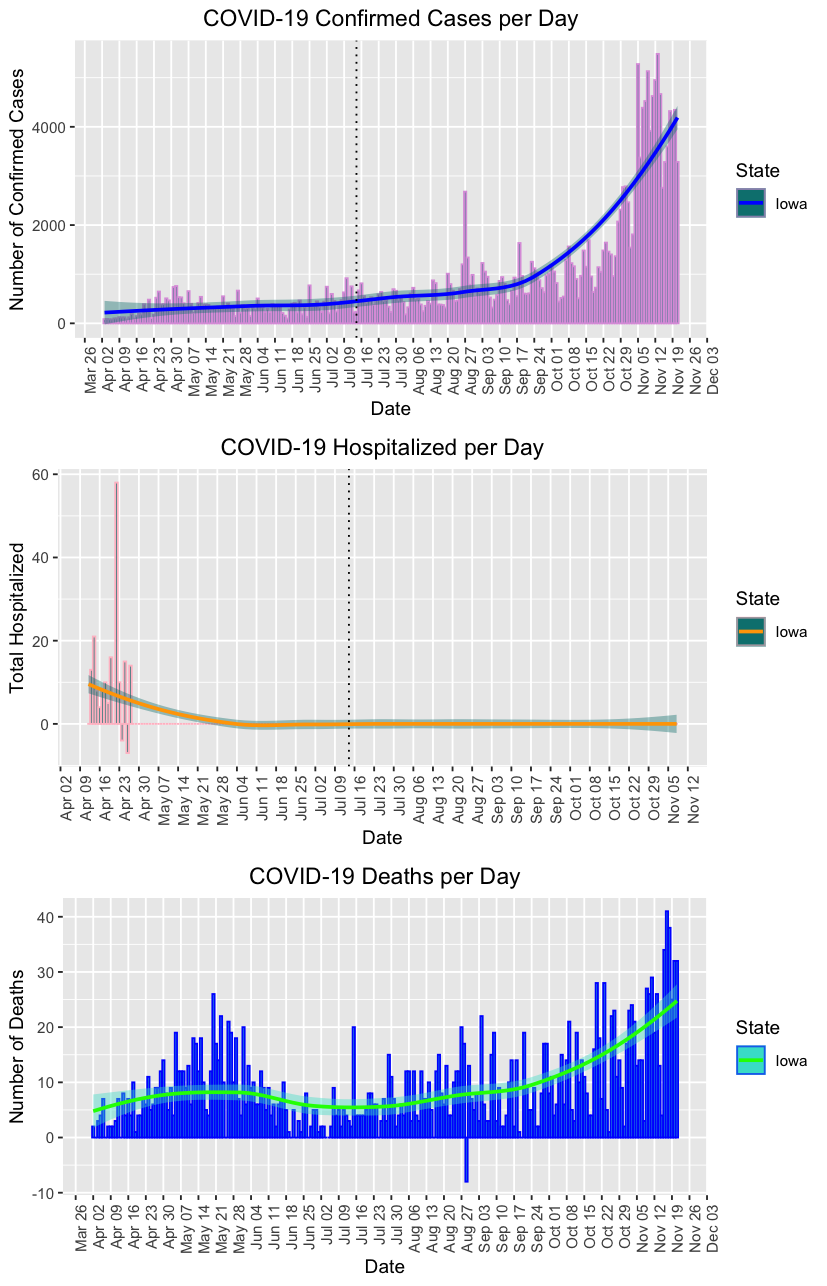 COVID-19 Confirmed Cases per Day
Number of Confirmed Cases
4000
2000
0
Mar 26
Apr 02
Apr 09
Apr 16
Apr 23
Apr 30
May 07
May 14
May 21
May 28
Jun 04
Jun 11
Jun 18
Jun 25
Jul 02
Jul 09
Jul 16
Jul 23
Jul 30
Aug 06
Aug 13
Aug 20
Aug 27
Sep 03
Sep 10
Sep 17
Sep 24
Oct 01
Oct 08
Oct 15
Oct 22
Oct 29
Nov 05
Nov 12
Nov 19
Nov 26
Dec 03
Date
State
Iowa
COVID-19 Hospitalized per Day
Total Hospitalized
60
40
20
0
Apr 02
Apr 09
Apr 16
Apr 23
Apr 30
May 07
May 14
May 21
May 28
Jun 04
Jun 11
Jun 18
Jun 25
Jul 02
Jul 09
Jul 16
Jul 23
Jul 30
Aug 06
Aug 13
Aug 20
Aug 27
Sep 03
Sep 10
Sep 17
Sep 24
Oct 01
Oct 08
Oct 15
Oct 22
Oct 29
Nov 05
Nov 12
Date
State
Iowa
COVID-19 Deaths per Day
Number of Deaths
40
30
20
10
0
-10
Mar 26
Apr 02
Apr 09
Apr 16
Apr 23
Apr 30
May 07
May 14
May 21
May 28
Jun 04
Jun 11
Jun 18
Jun 25
Jul 02
Jul 09
Jul 16
Jul 23
Jul 30
Aug 06
Aug 13
Aug 20
Aug 27
Sep 03
Sep 10
Sep 17
Sep 24
Oct 01
Oct 08
Oct 15
Oct 22
Oct 29
Nov 05
Nov 12
Nov 19
Nov 26
Dec 03
Date
State
Iowa